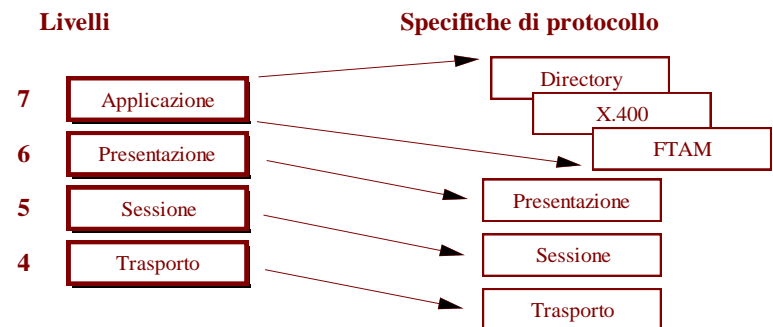 Livelli
Specifiche di protocollo
7
Applicazione
Directory
X.400
FTAM
6
Presentazione
Presentazione
5
Sessione
Sessione
4
Trasporto
Trasporto